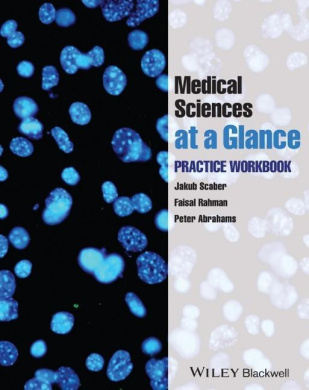 Medical
Sciences
at a Glance
PRACTICE WORKBOOK
Jakub Scaber
Faisal Rahman
Peter Abrahams
WILEY Blackwell